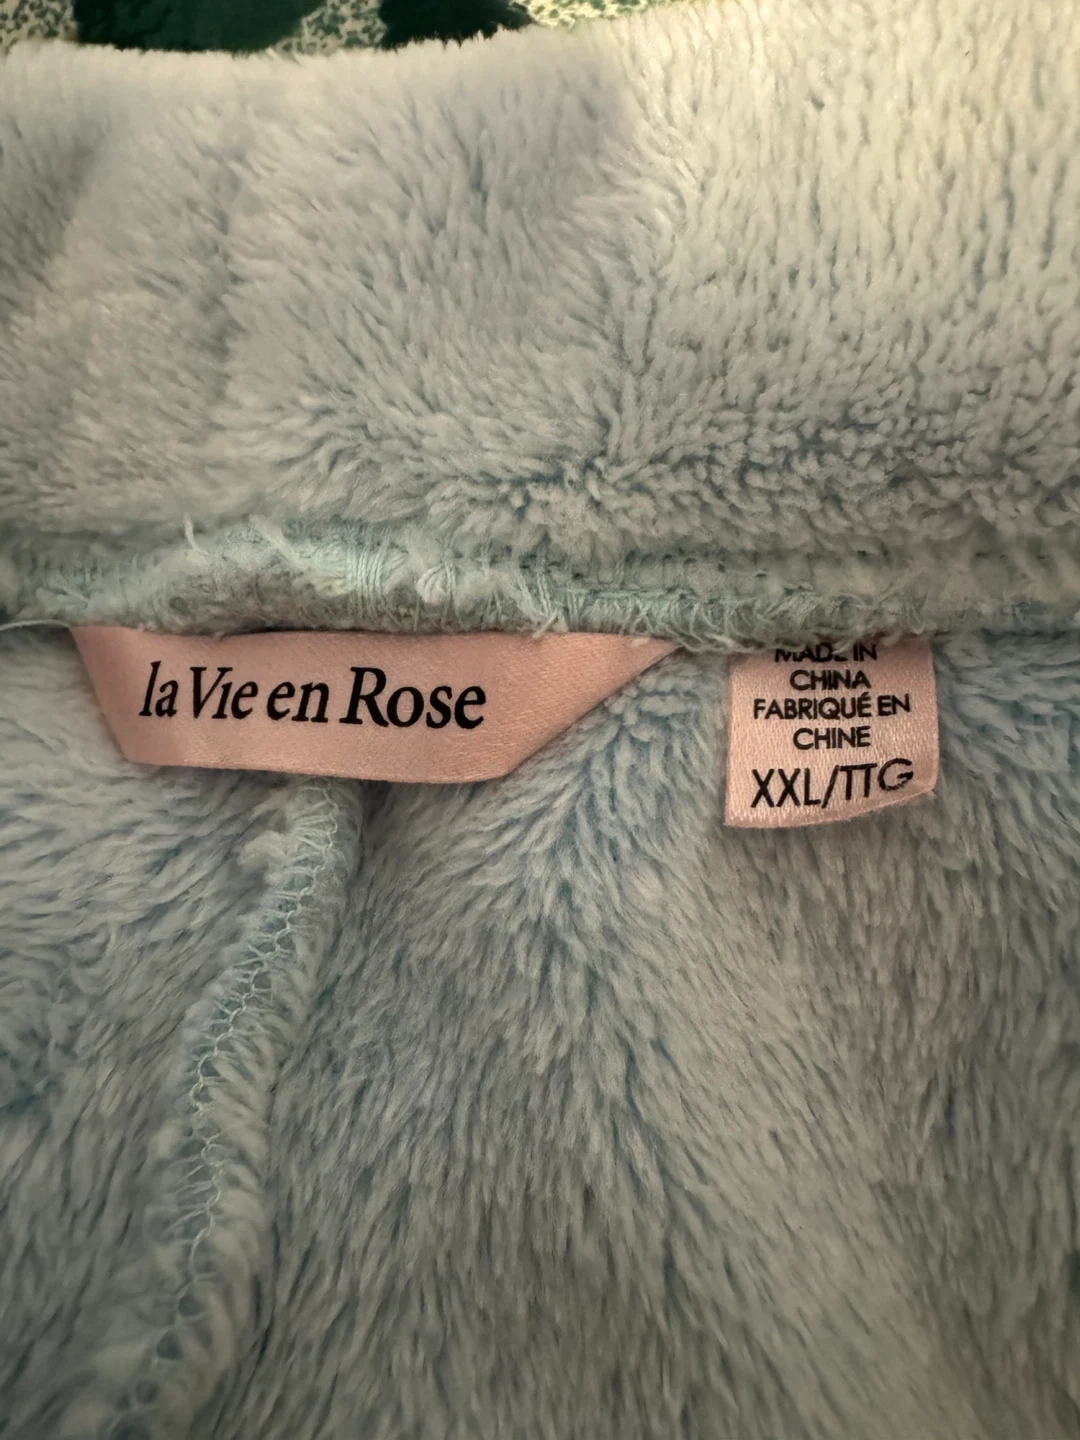 la Vie en Rose
MADE IN
CHINA
FABRIQUÉ EN
CHINE
XXL/TTG